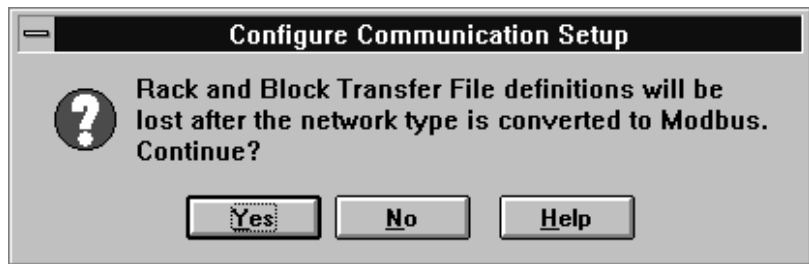 Configure Communication Setup
Rack and Block Transfer File definitions will be
lost after the network type is converted to Modbus.
Continue?
Yes No Help